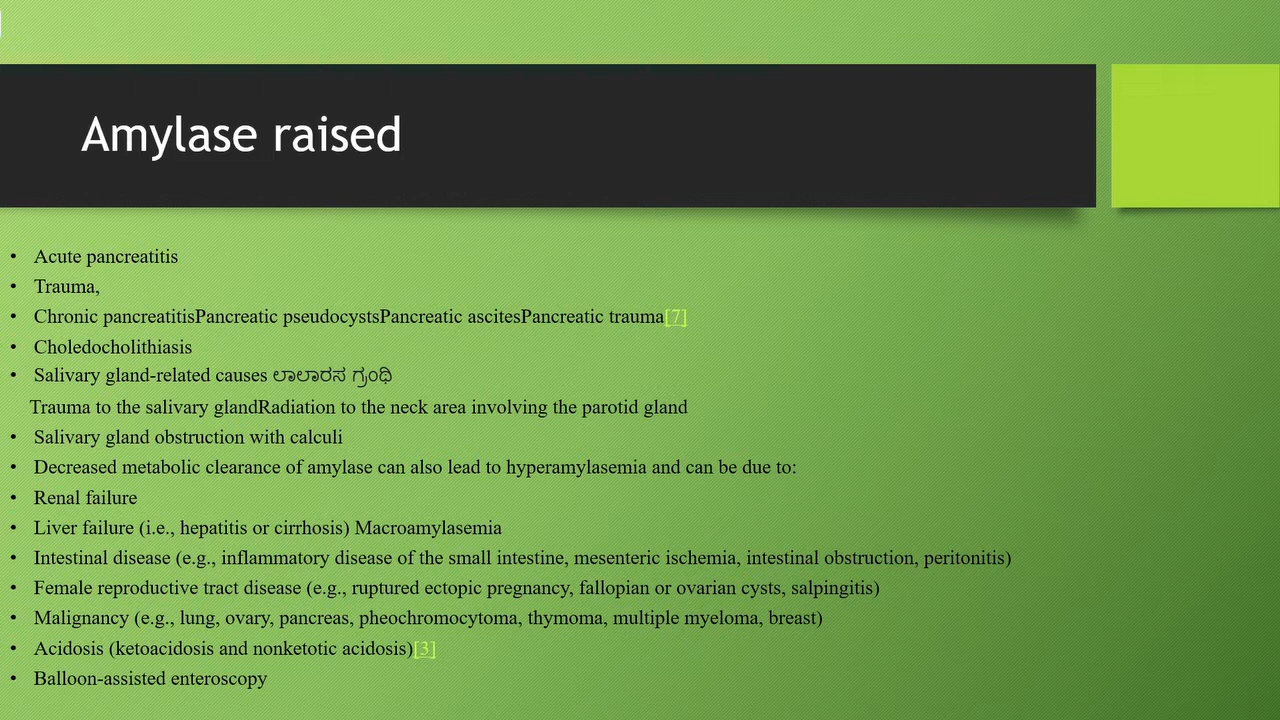 Amylase raised
• Acute pancreatitis
• Trauma,
• Chronic pancreatitisPancreatic pseudocystsPancreatic ascitesPancreatic trauma[7]
• Choledocholithiasis
• Salivary gland-related causes ಲಾಲಾರಸ ಗ್ರಂಥಿ
Trauma to the salivary glandRadiation to the neck area involving the parotid gland
• Salivary gland obstruction with calculi
• Decreased metabolic clearance of amylase can also lead to hyperamylasemia and can be due to:
• Renal failure
• Liver failure (i.e., hepatitis or cirrhosis) Macroamylasemia
• Intestinal disease (e.g., inflammatory disease of the small intestine, mesenteric ischemia, intestinal obstruction, peritonitis)
• Female reproductive tract disease (e.g., ruptured ectopic pregnancy, fallopian or ovarian cysts, salpingitis)
• Malignancy (e.g., lung, ovary, pancreas, pheochromocytoma, thymoma, multiple myeloma, breast)
• Acidosis (ketoacidosis and nonketotic acidosis)[3]
• Balloon-assisted enteroscopy